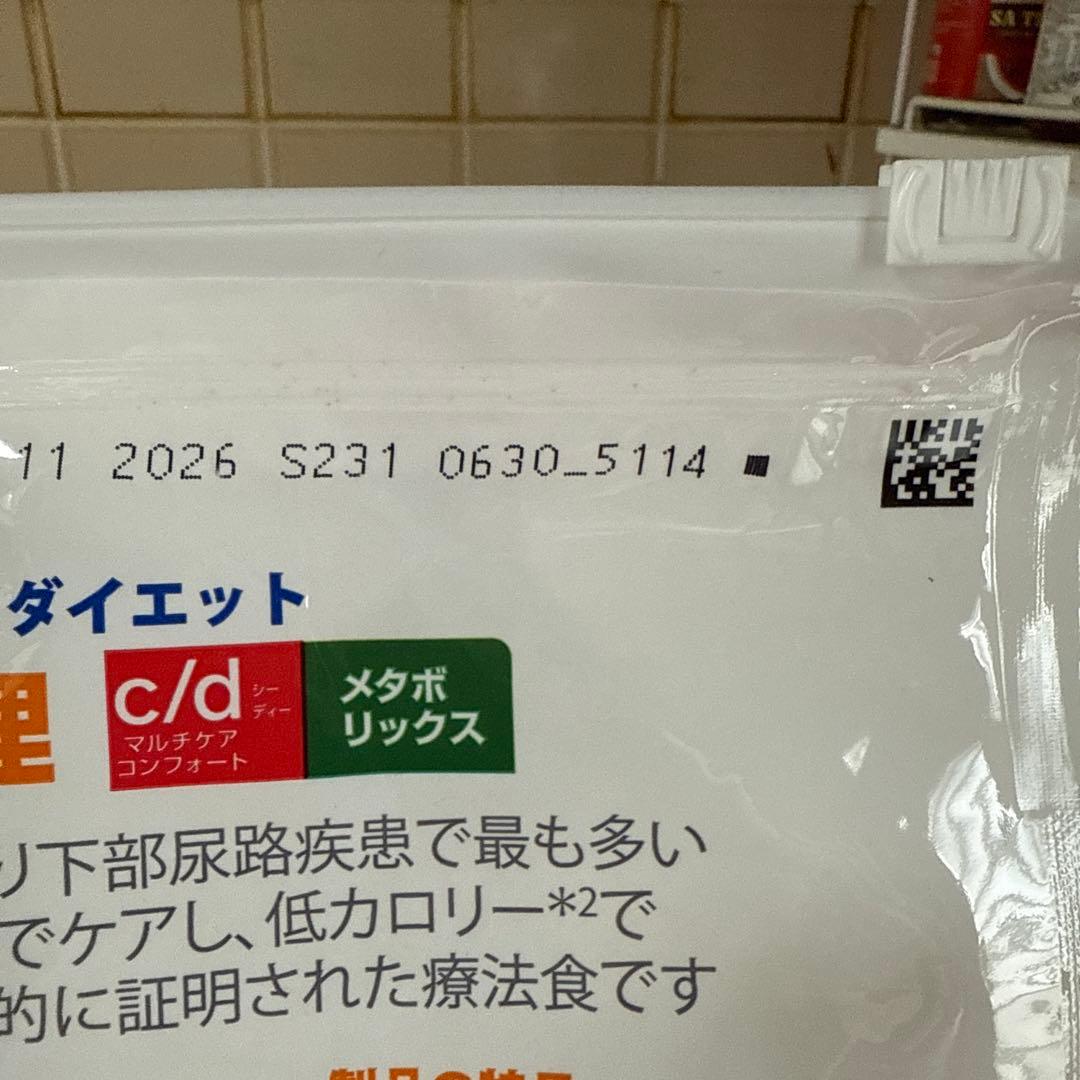 SA T
11 2026 S231 0630_5114
ダイエット
理
c/d シーディー
マルチケア
コンフォート
メタボ
リックス
り下部尿路疾患で最も多い
でケアし、低カロリー*2で
的に証明された療法食です